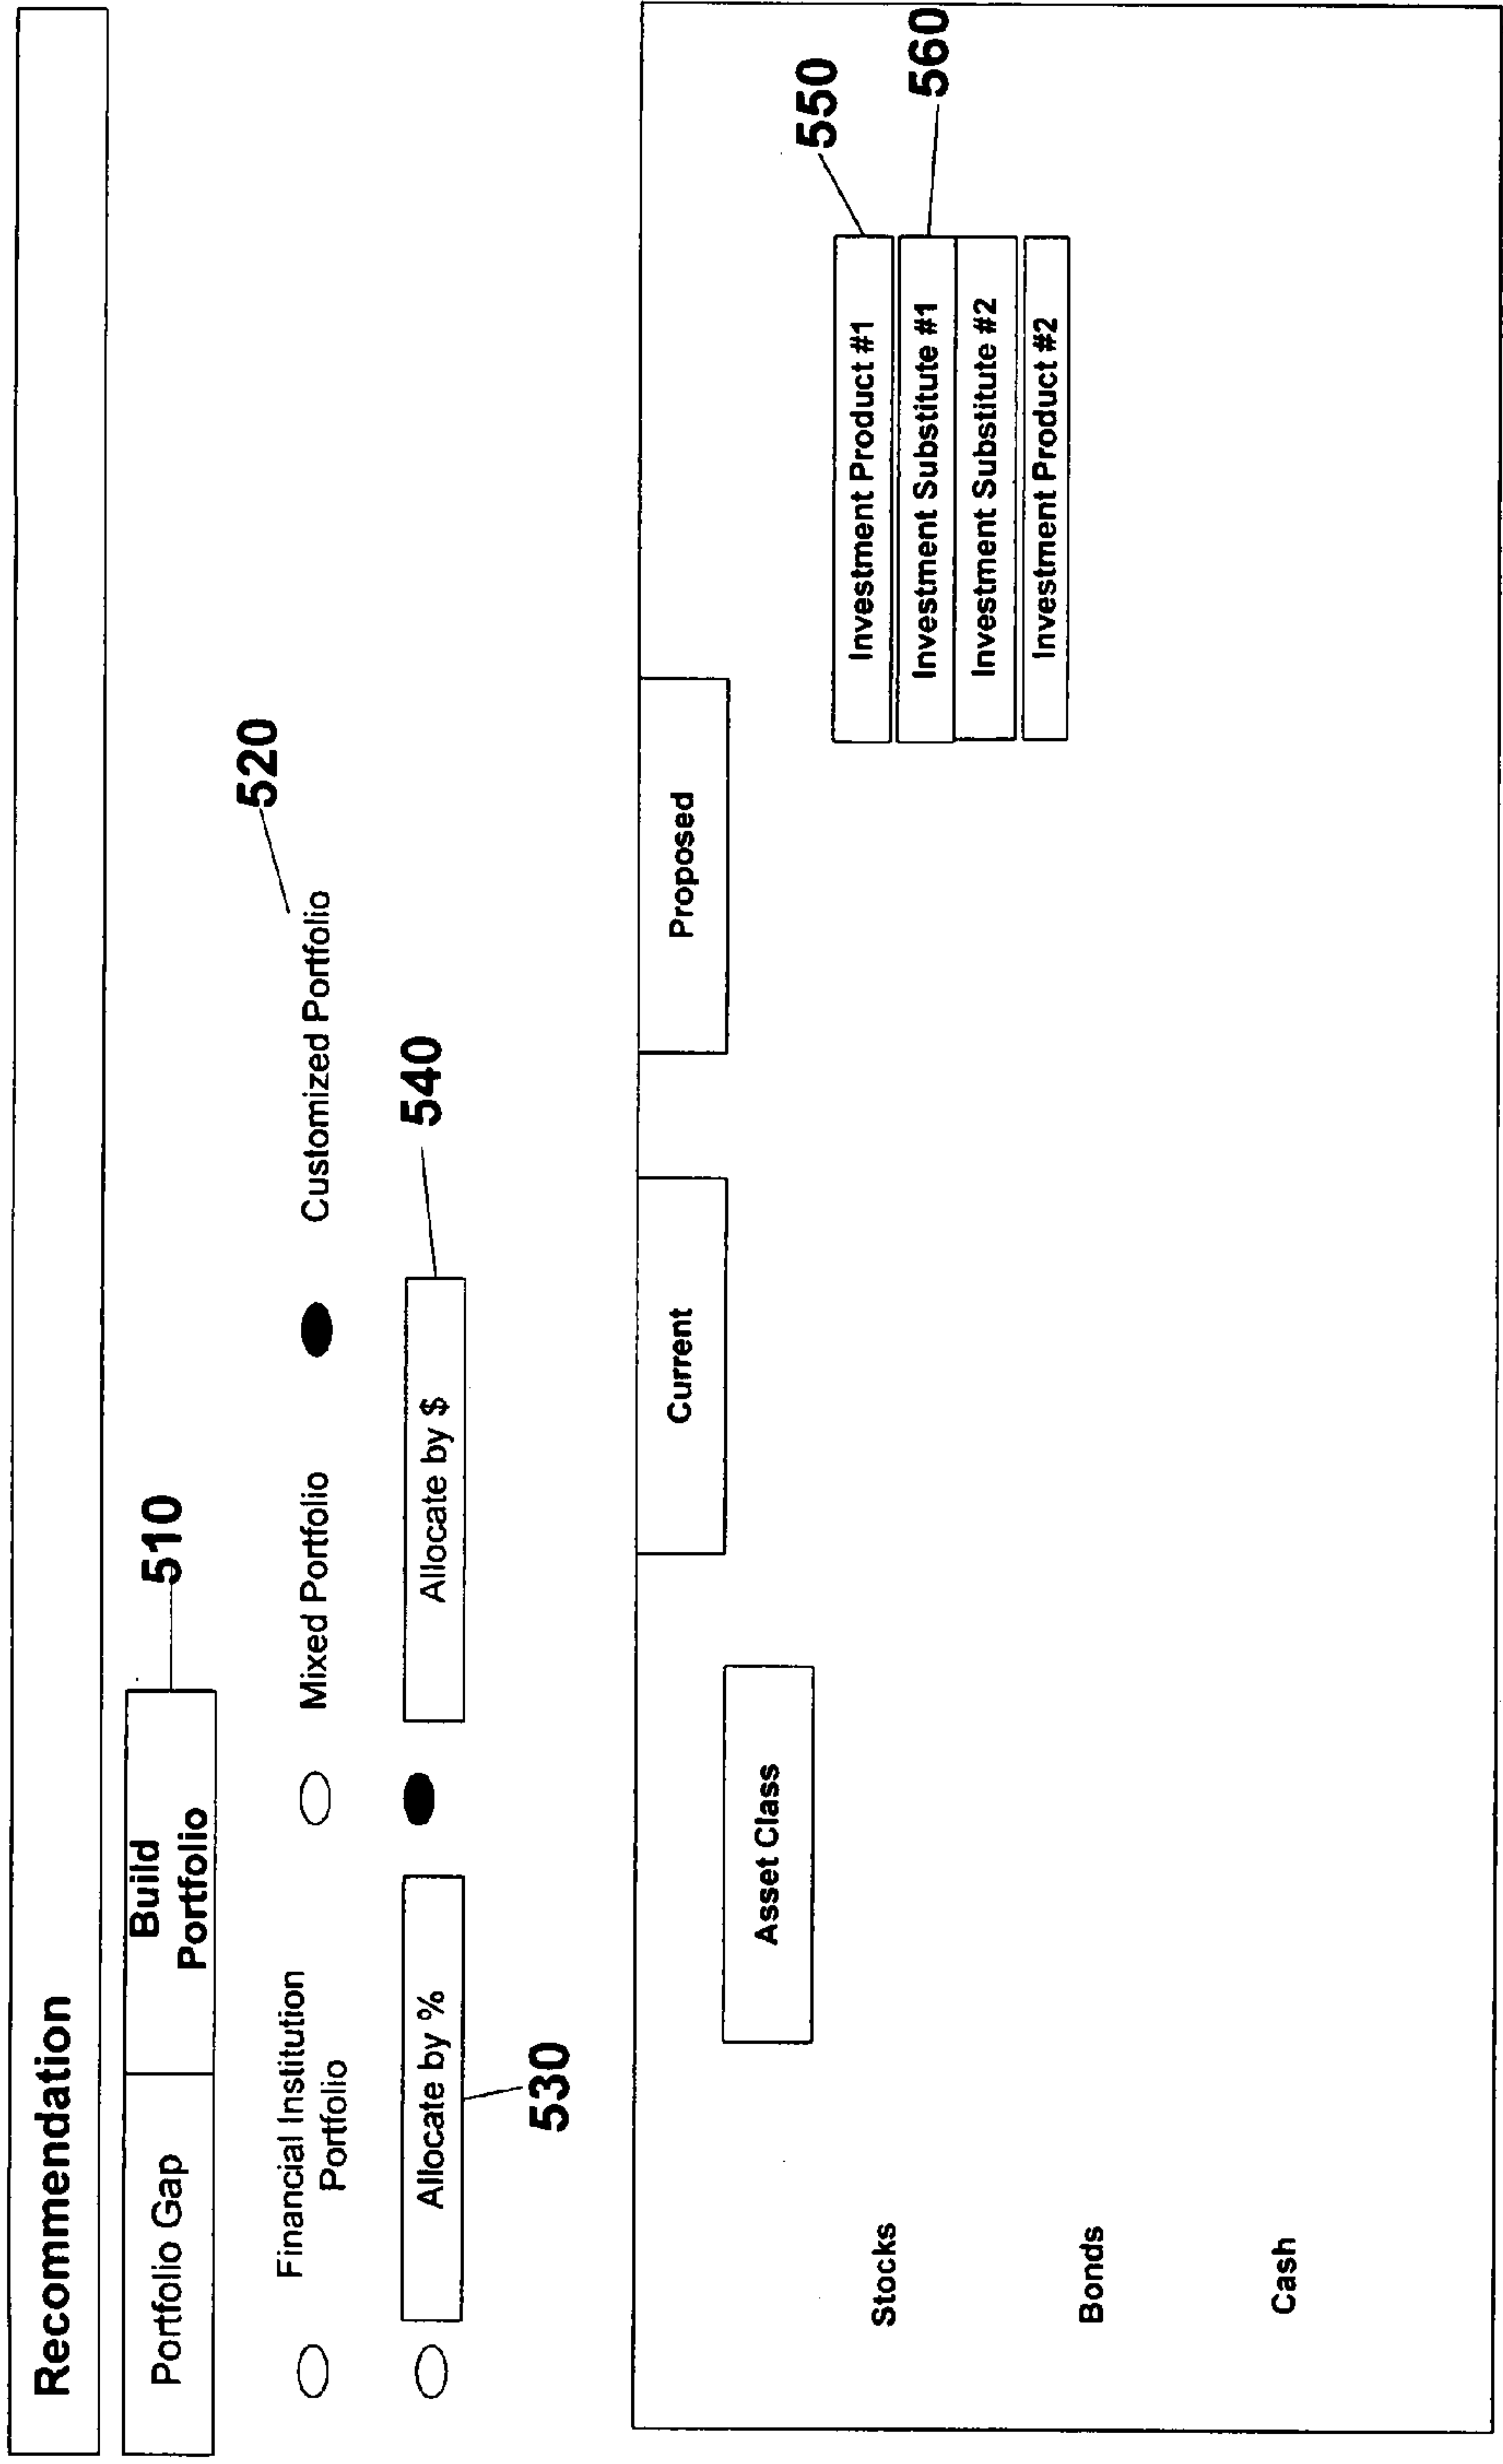 Recommendation
Portfolio Gap
Build
Portfolio
510
520
Financial Institution
Portfolio
Mixed Portfolio
Customized Portfolio
Allocate by %
Allocate by $
540
530
Current
Proposed
Asset Class
550
560
Stocks
Investment Product #1
Investment Substitute #1
Investment Substitute #2
Investment Product #2
Bonds
Cash